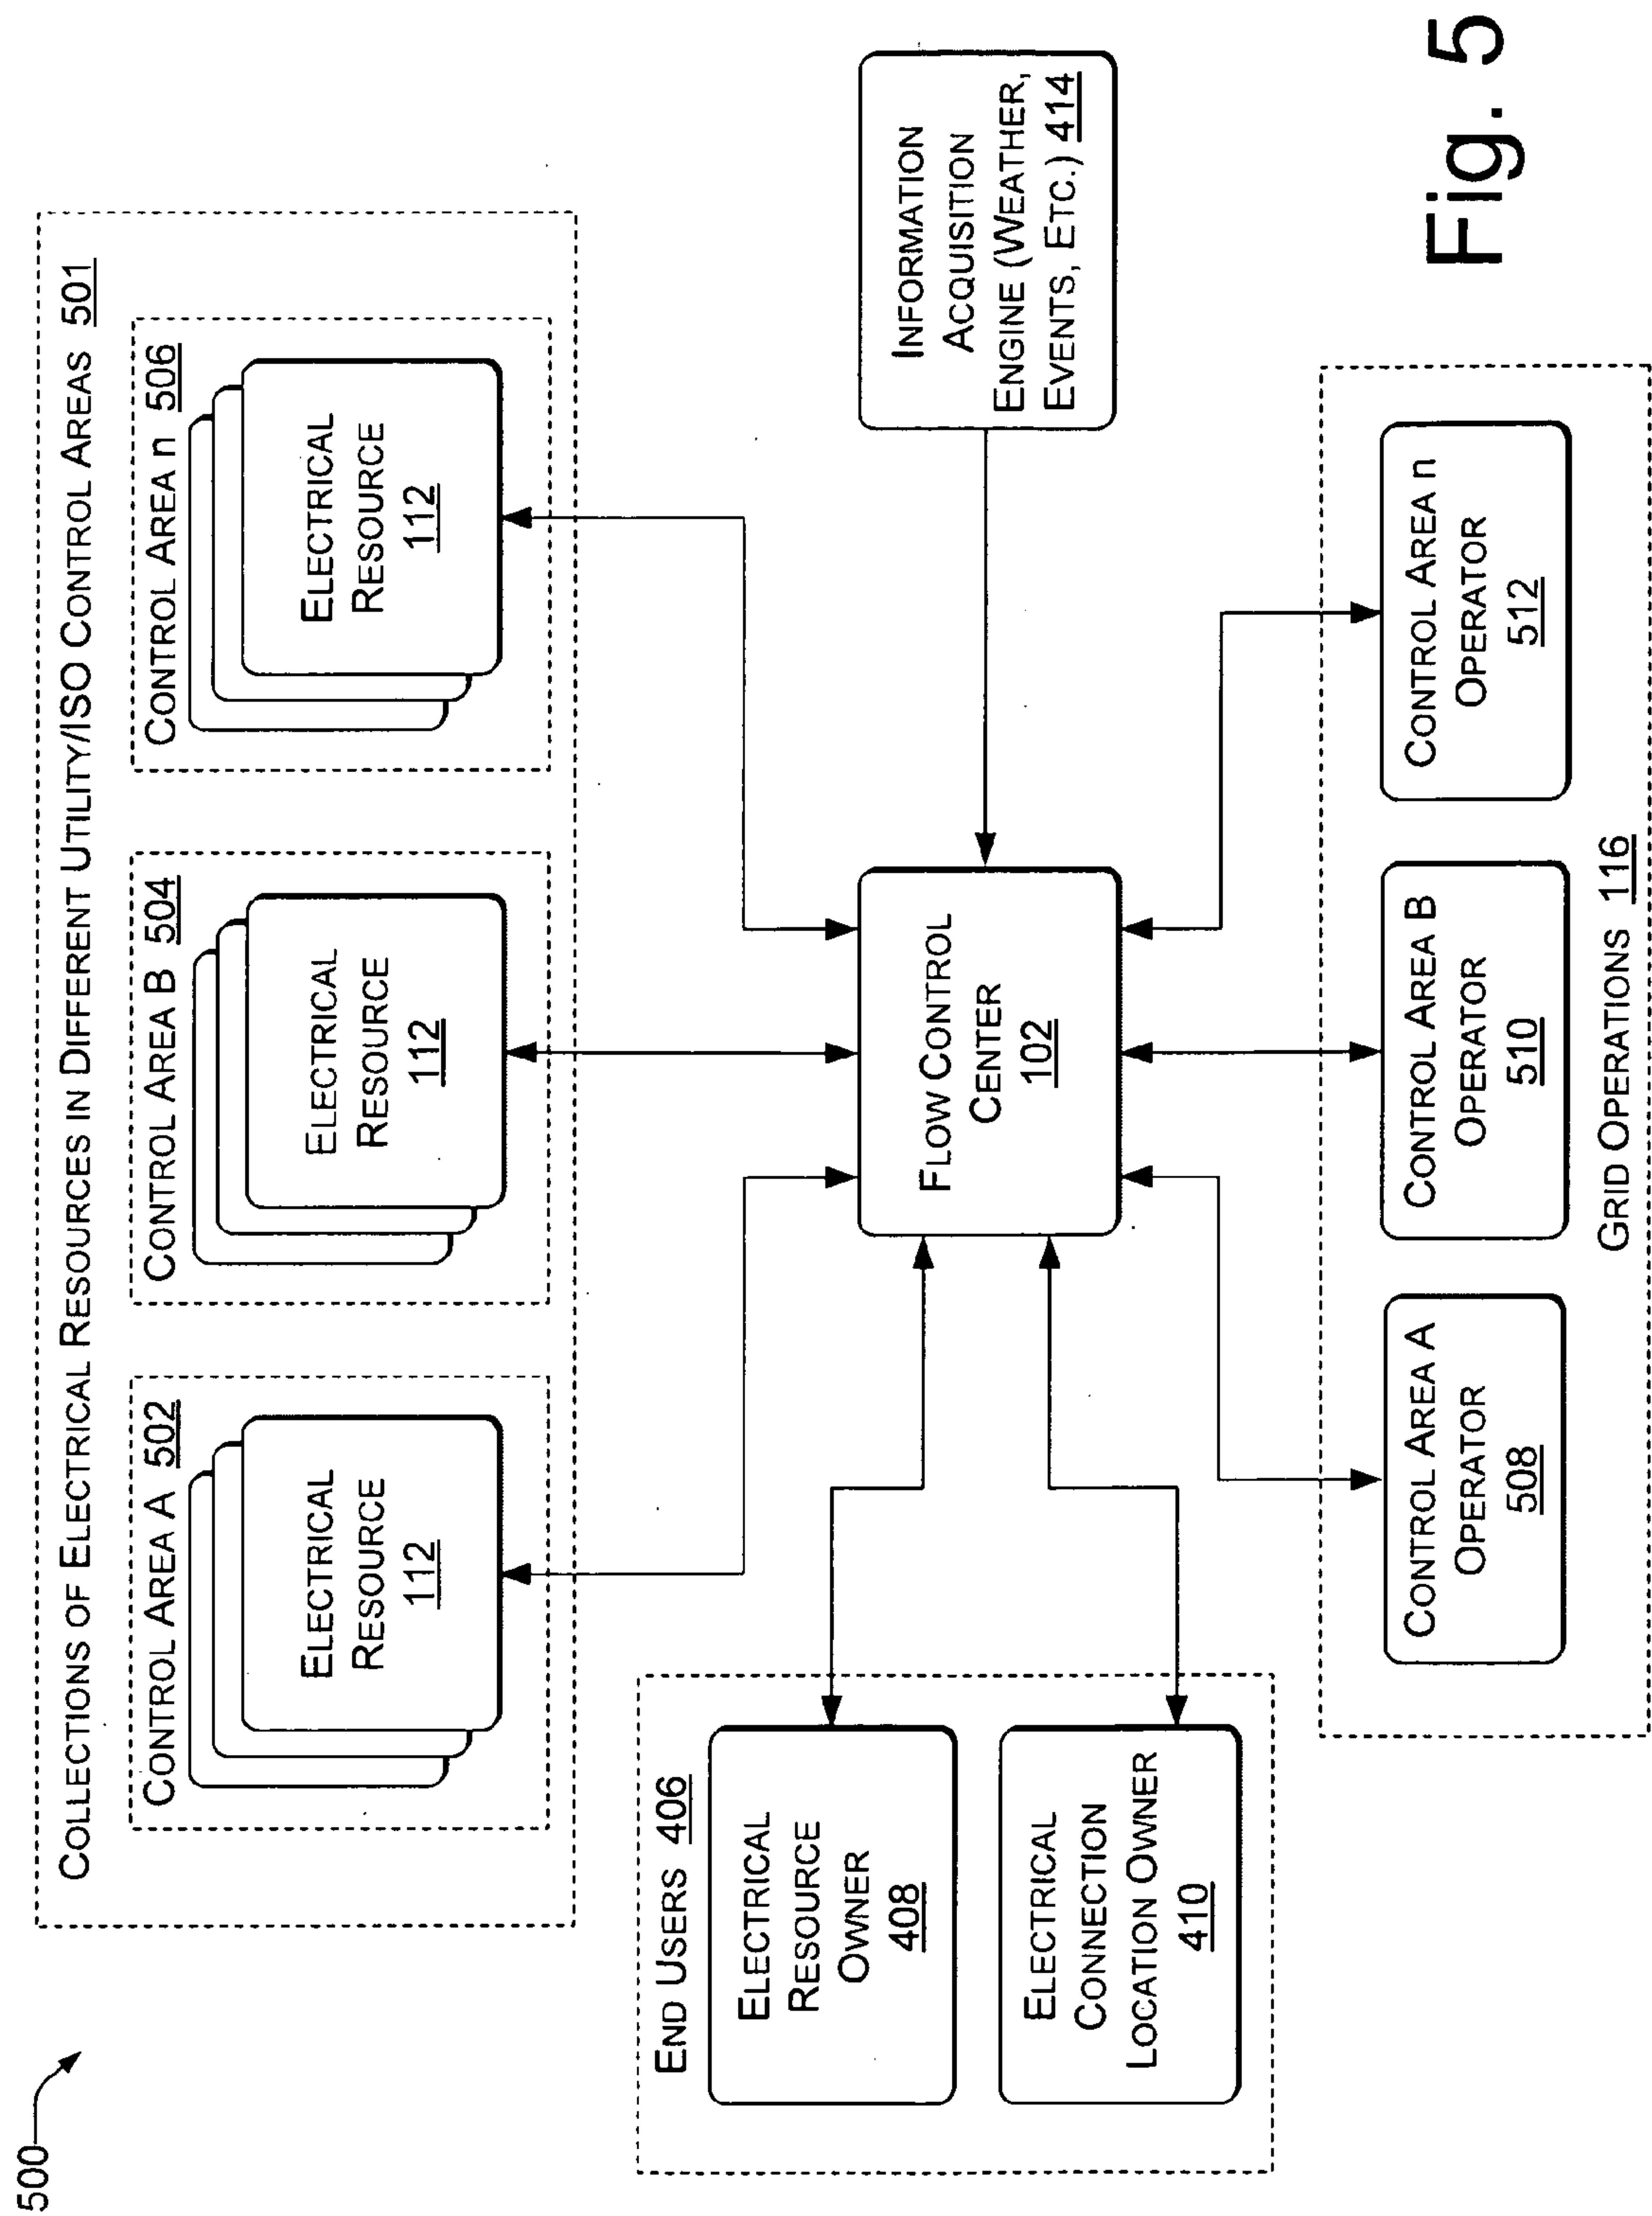 500
COLLECTIONS OF ELECTRICAL RESOURCES IN DIFFERENT UTILITY/ISO CONTROL AREAS 501
CONTROL AREA A 502
ELECTRICAL
RESOURCE
112
CONTROL AREA B 504
ELECTRICAL
RESOURCE
112
CONTROL AREA n 506
ELECTRICAL
RESOURCE
112
END USERS 406
ELECTRICAL
RESOURCE
OWNER
408
ELECTRICAL
CONNECTION
LOCATION OWNER
410
FLOW CONTROL
CENTER
102
INFORMATION
ACQUISITION
ENGINE (WEATHER,
EVENTS, ETC.) 414
CONTROL AREA A
OPERATOR
508
CONTROL AREA B
OPERATOR
510
CONTROL AREA n
OPERATOR
512
GRID OPERATIONS 116
Fig. 5